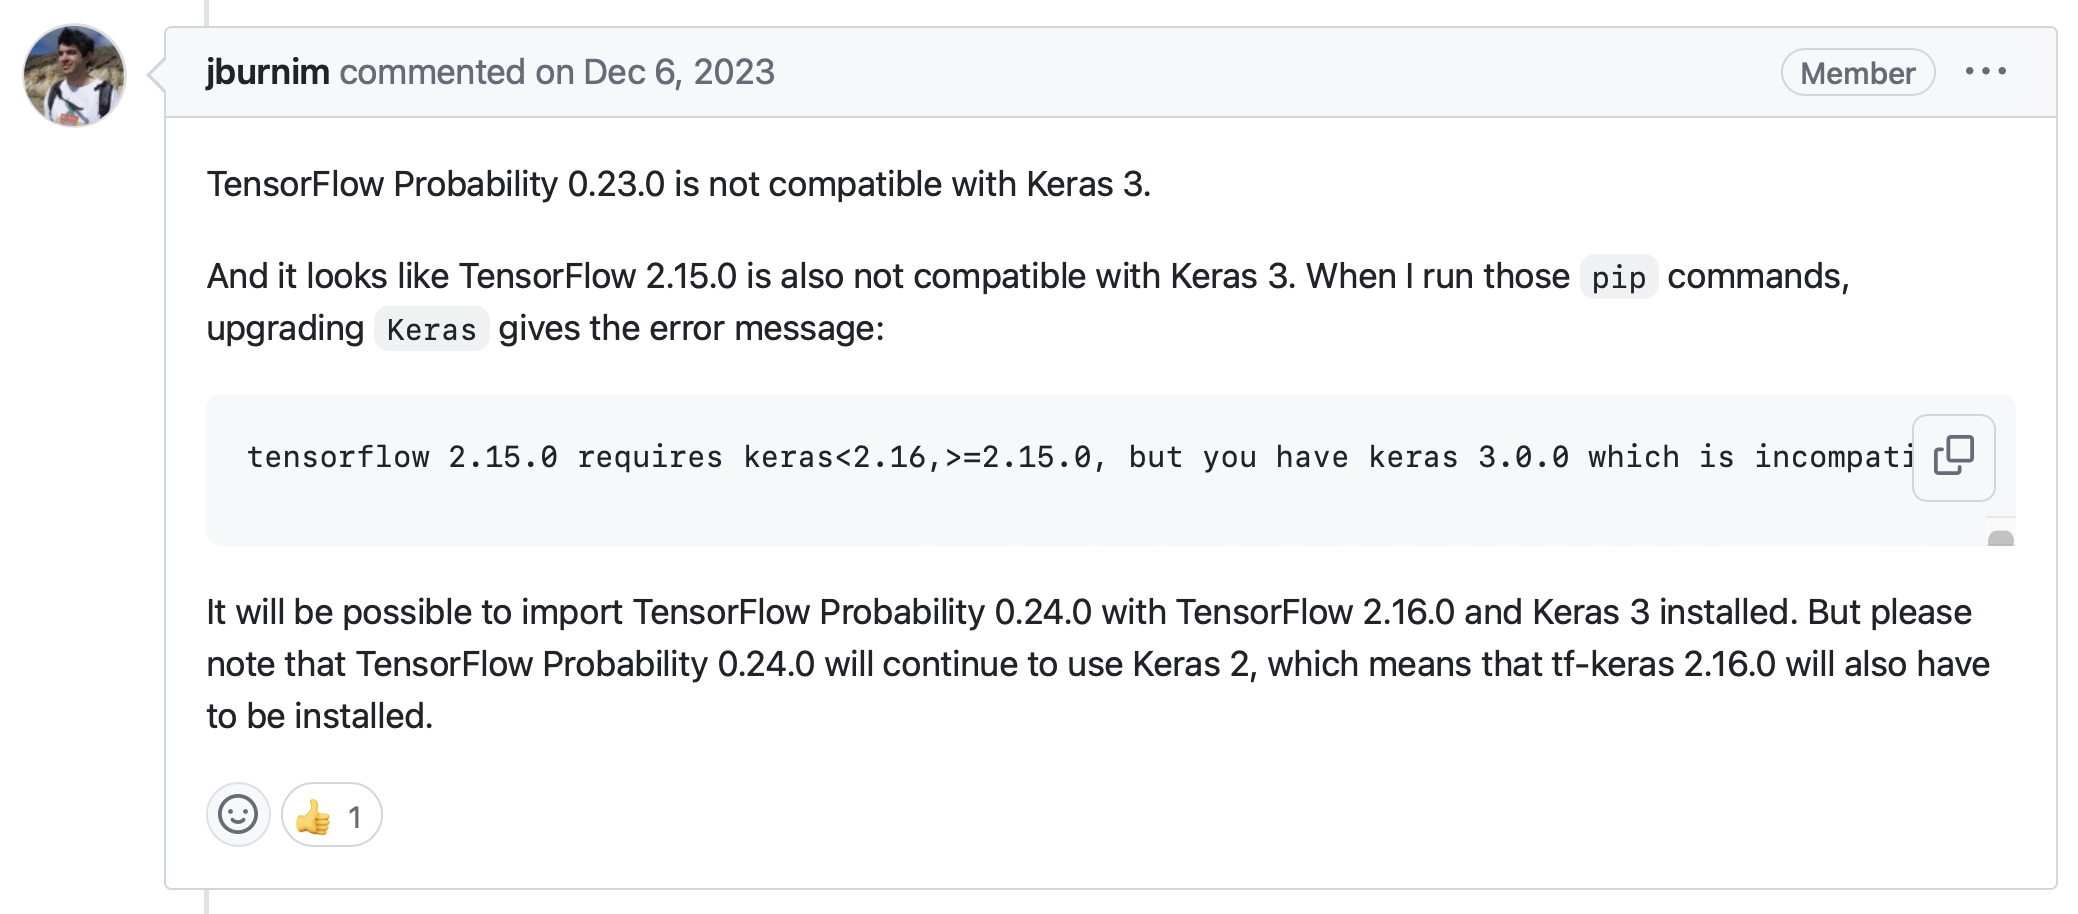 jburnim commented on Dec 6, 2023
Member
TensorFlow Probability 0.23.0 is not compatible with Keras 3.
And it looks like TensorFlow 2.15.0 is also not compatible with Keras 3. When I run those pip commands,
upgrading Keras gives the error message:
tensorflow 2.15.0 requires keras<2.16,>=2.15.0, but you have keras 3.0.0 which is incompati
It will be possible to import TensorFlow Probability 0.24.0 with TensorFlow 2.16.0 and Keras 3 installed. But please
note that TensorFlow Probability 0.24.0 will continue to use Keras 2, which means that tf-keras 2.16.0 will also have
to be installed.
👍 1